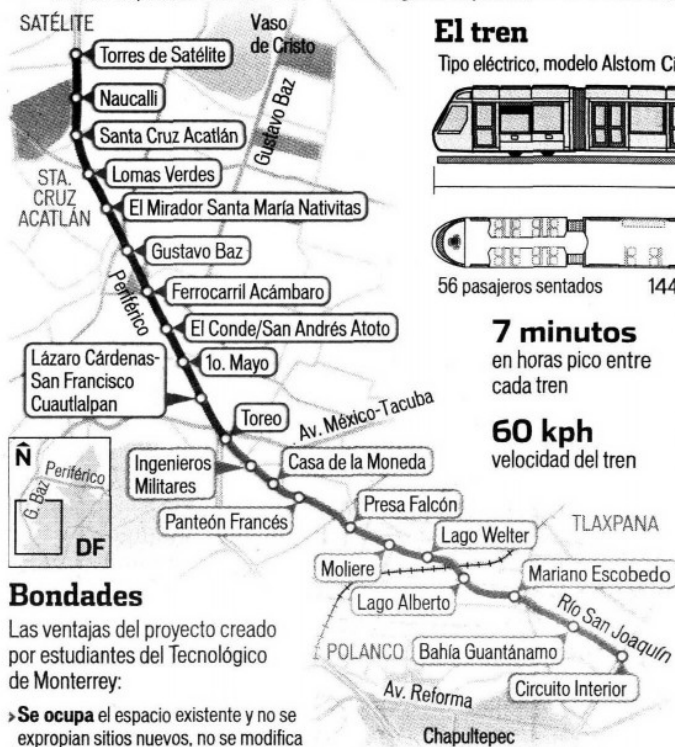 SATÉLITE
Vaso
de Cristo
Torres de Satélite
Naucalli
Santa Cruz Acatlán
Gustavo Baz
Lomas Verdes
STA.
CRUZ
ACATLÁN
El Mirador Santa María Nativitas
Gustavo Baz
Periférico
Ferrocarril Acámbaro
El Conde/San Andrés Atoto
1o. Mayo
Lázaro Cárdenas-
San Francisco
Cuautlalpan
Toreo
Av. México-Tacuba
Ingenieros
Militares
Casa de la Moneda
Panteón Francés
Presa Falcón
TLAXPANA
Lago Welter
Moliere
Mariano Escobedo
Lago Alberto
Río San Joaquín
POLANCO
Bahía Guantánamo
Circuito Interior
Av. Reforma
Chapultepec
N
Periférico
G. Baz
DF
El tren
Tipo eléctrico, modelo Alstom Ci
56 pasajeros sentados
144
7 minutos
en horas pico entre
cada tren
60 kph
velocidad del tren
Bondades
Las ventajas del proyecto creado
por estudiantes del Tecnológico
de Monterrey:
›Se ocupa el espacio existente y no se
expropian sitios nuevos, no se modifica